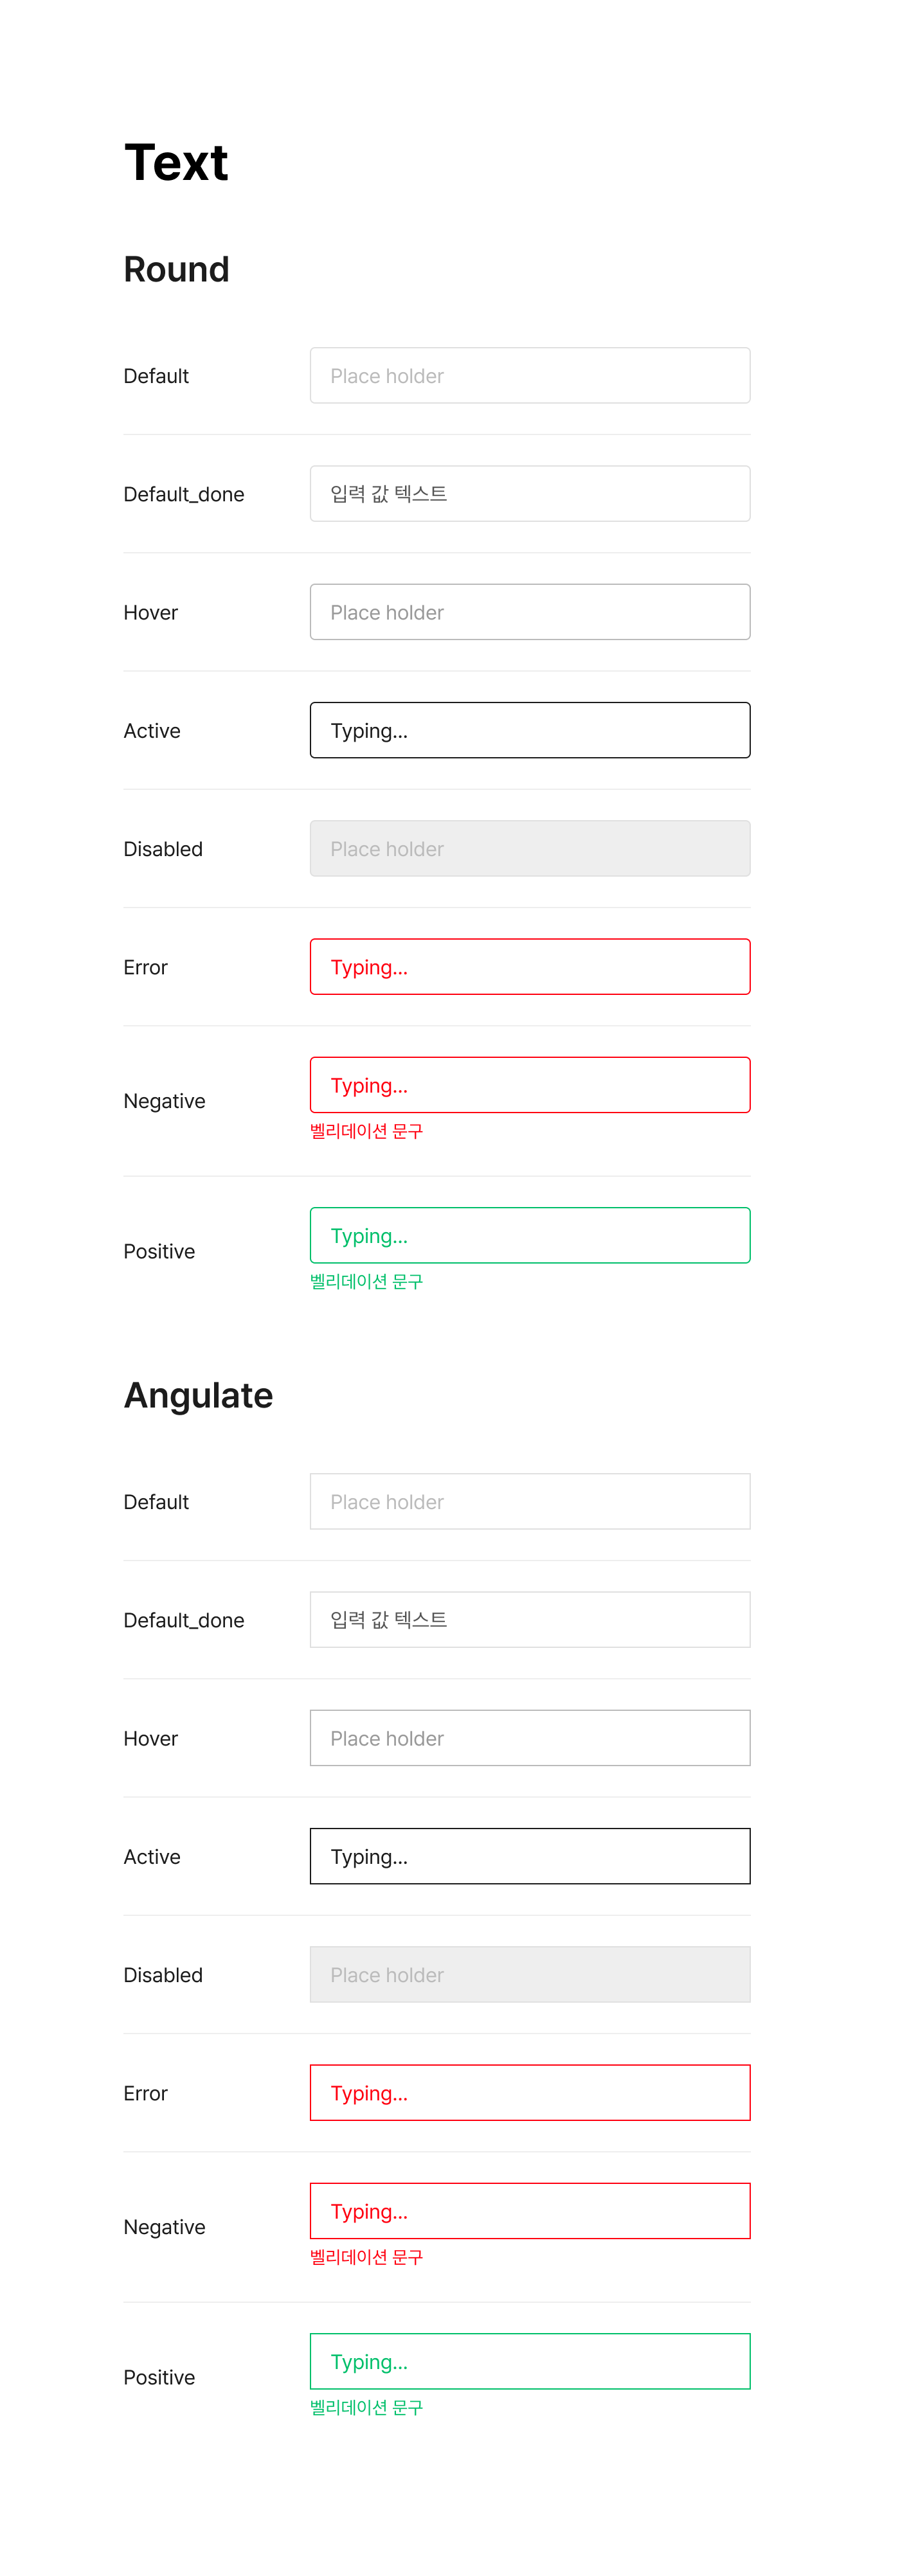 Text
Round
Default
Place holder
Default_done
입력 값 텍스트
Hover
Place holder
Active
Typing...
Disabled
Place holder
Error
Typing...
Negative
Typing...
벨리데이션 문구
Positive
Typing...
벨리데이션 문구
Angulate
Default
Place holder
Default_done
입력 값 텍스트
Hover
Place holder
Active
Typing...
Disabled
Place holder
Error
Typing...
Negative
Typing...
벨리데이션 문구
Positive
Typing...
벨리데이션 문구